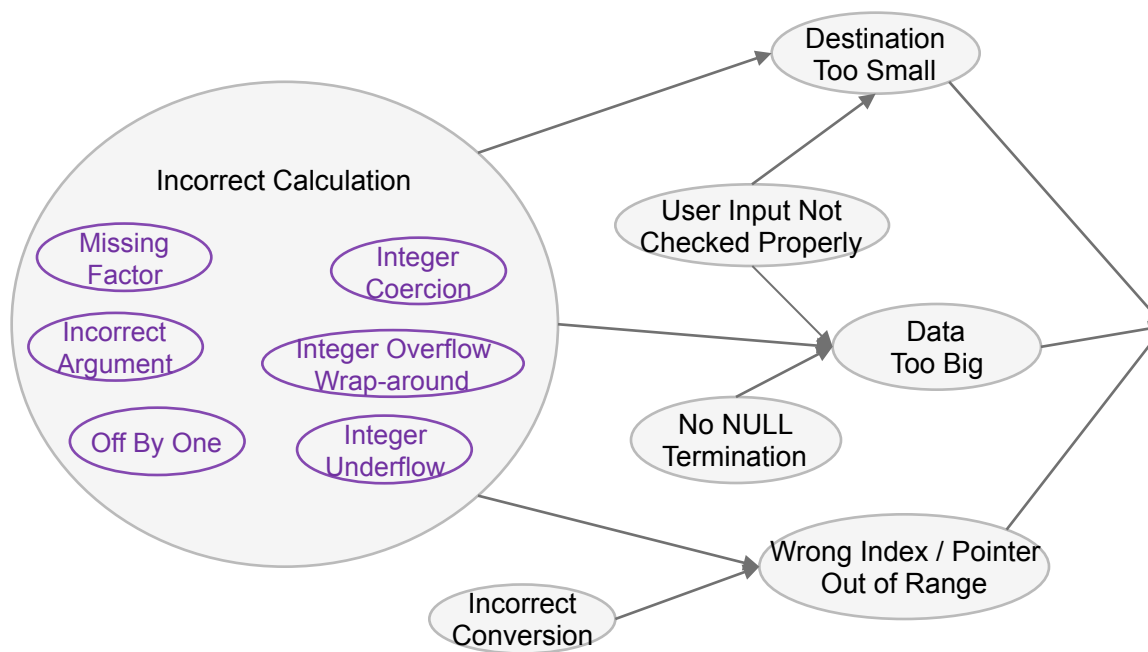 Destination
Too Small
Incorrect Calculation
User Input Not
Checked Properly
Missing
Factor
Integer
Coercion
Incorrect
Argument
Integer Overflow
Wrap-around
Data
Too Big
Off By One
Integer
Underflow
No NULL
Termination
Wrong Index / Pointer
Out of Range
Incorrect
Conversion